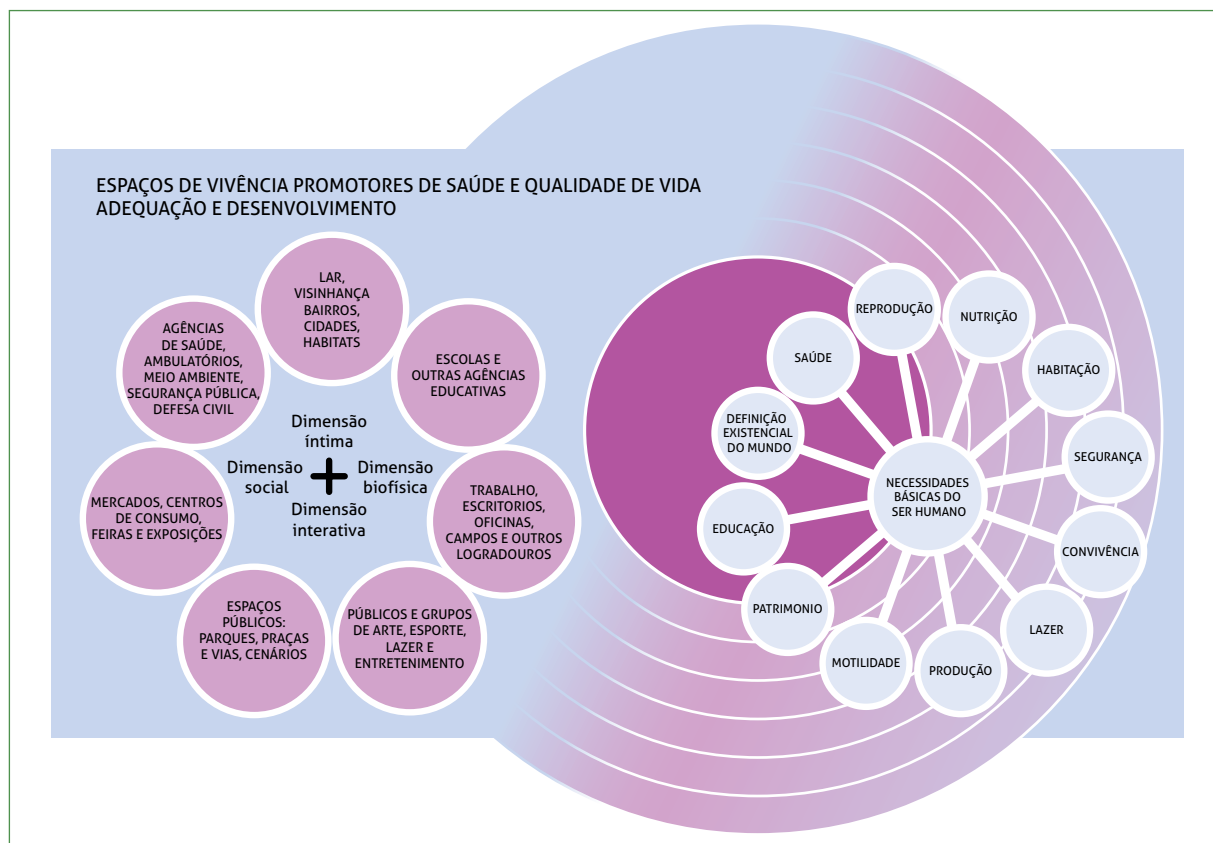 ESPAÇOS DE VIVÊNCIA PROMOTORES DE SAÚDE E QUALIDADE DE VIDA
ADEQUAÇÃO E DESENVOLVIMENTO
LAR,
VISINHANÇA
BAIRROS,
CIDADES,
HABITATS
AGÊNCIAS
DE SAÚDE,
AMBULATÓRIOS,
MEIO AMBIENTE,
SEGURANÇA PÚBLICA,
DEFESA CIVIL
ESCOLAS E
OUTRAS AGÊNCIAS
EDUCATIVAS
Dimensão
íntima
Dimensão
social
Dimensão
biofísica
Dimensão
interativa
MERCADOS, CENTROS
DE CONSUMO,
FEIRAS E EXPOSIÇÕES
TRABALHO,
ESCRITORIOS,
OFICINAS,
CAMPOS E OUTROS
LOGRADOUROS
ESPAÇOS
PÚBLICOS:
PARQUES, PRAÇAS
E VIAS, CENÁRIOS
PÚBLICOS E GRUPOS
DE ARTE, ESPORTE,
LAZER E
ENTRETENIMENTO
REPRODUÇÃO
NUTRIÇÃO
SAÚDE
HABITAÇÃO
DEFINIÇÃO
EXISTENCIAL
DO MUNDO
SEGURANÇA
NECESSIDADES
BÁSICAS DO
SER HUMANO
EDUCAÇÃO
CONVIVÊNCIA
PATRIMONIO
LAZER
MOTILIDADE
PRODUÇÃO